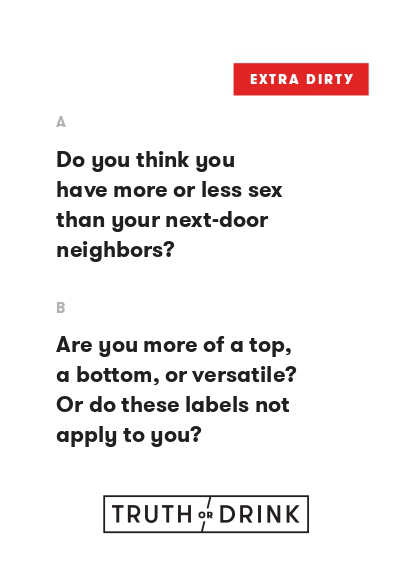 EXTRA DIRTY
A
Do you think you
have more or less sex
than your next-door
neighbors?
B
Are you more of a top,
a bottom, or versatile?
Or do these labels not
apply to you?
TRUTH OR DRINK